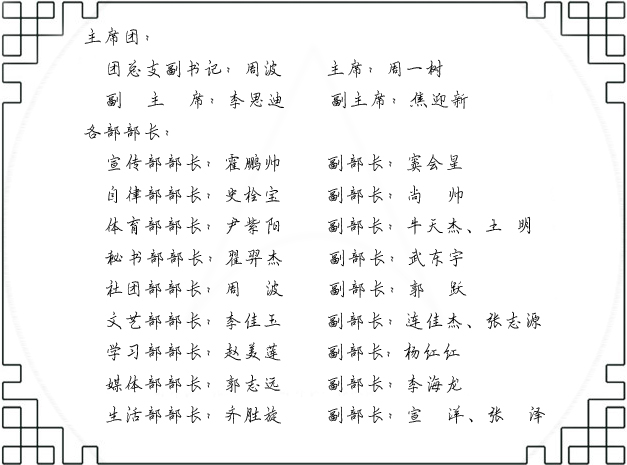 主席团：
团总支副书记：周波 主席：周一树
副 主 席：李思迪 副主席：焦迎新
各部部长：
宣传部部长：霍鹏帅 副部长：窦会星
自律部部长：史栓宝 副部长：尚 帅
体育部部长：尹紫阳 副部长：牛天杰、王 明
秘书部部长：翟羿杰 副部长：武东宇
社团部部长：周 波 副部长：郭 跃
文艺部部长：李佳玉 副部长：连佳杰、张志源
学习部部长：赵美莲 副部长：杨红红
媒体部部长：郭志远 副部长：李海龙
生活部部长：乔胜旋 副部长：宣 洋、张 泽